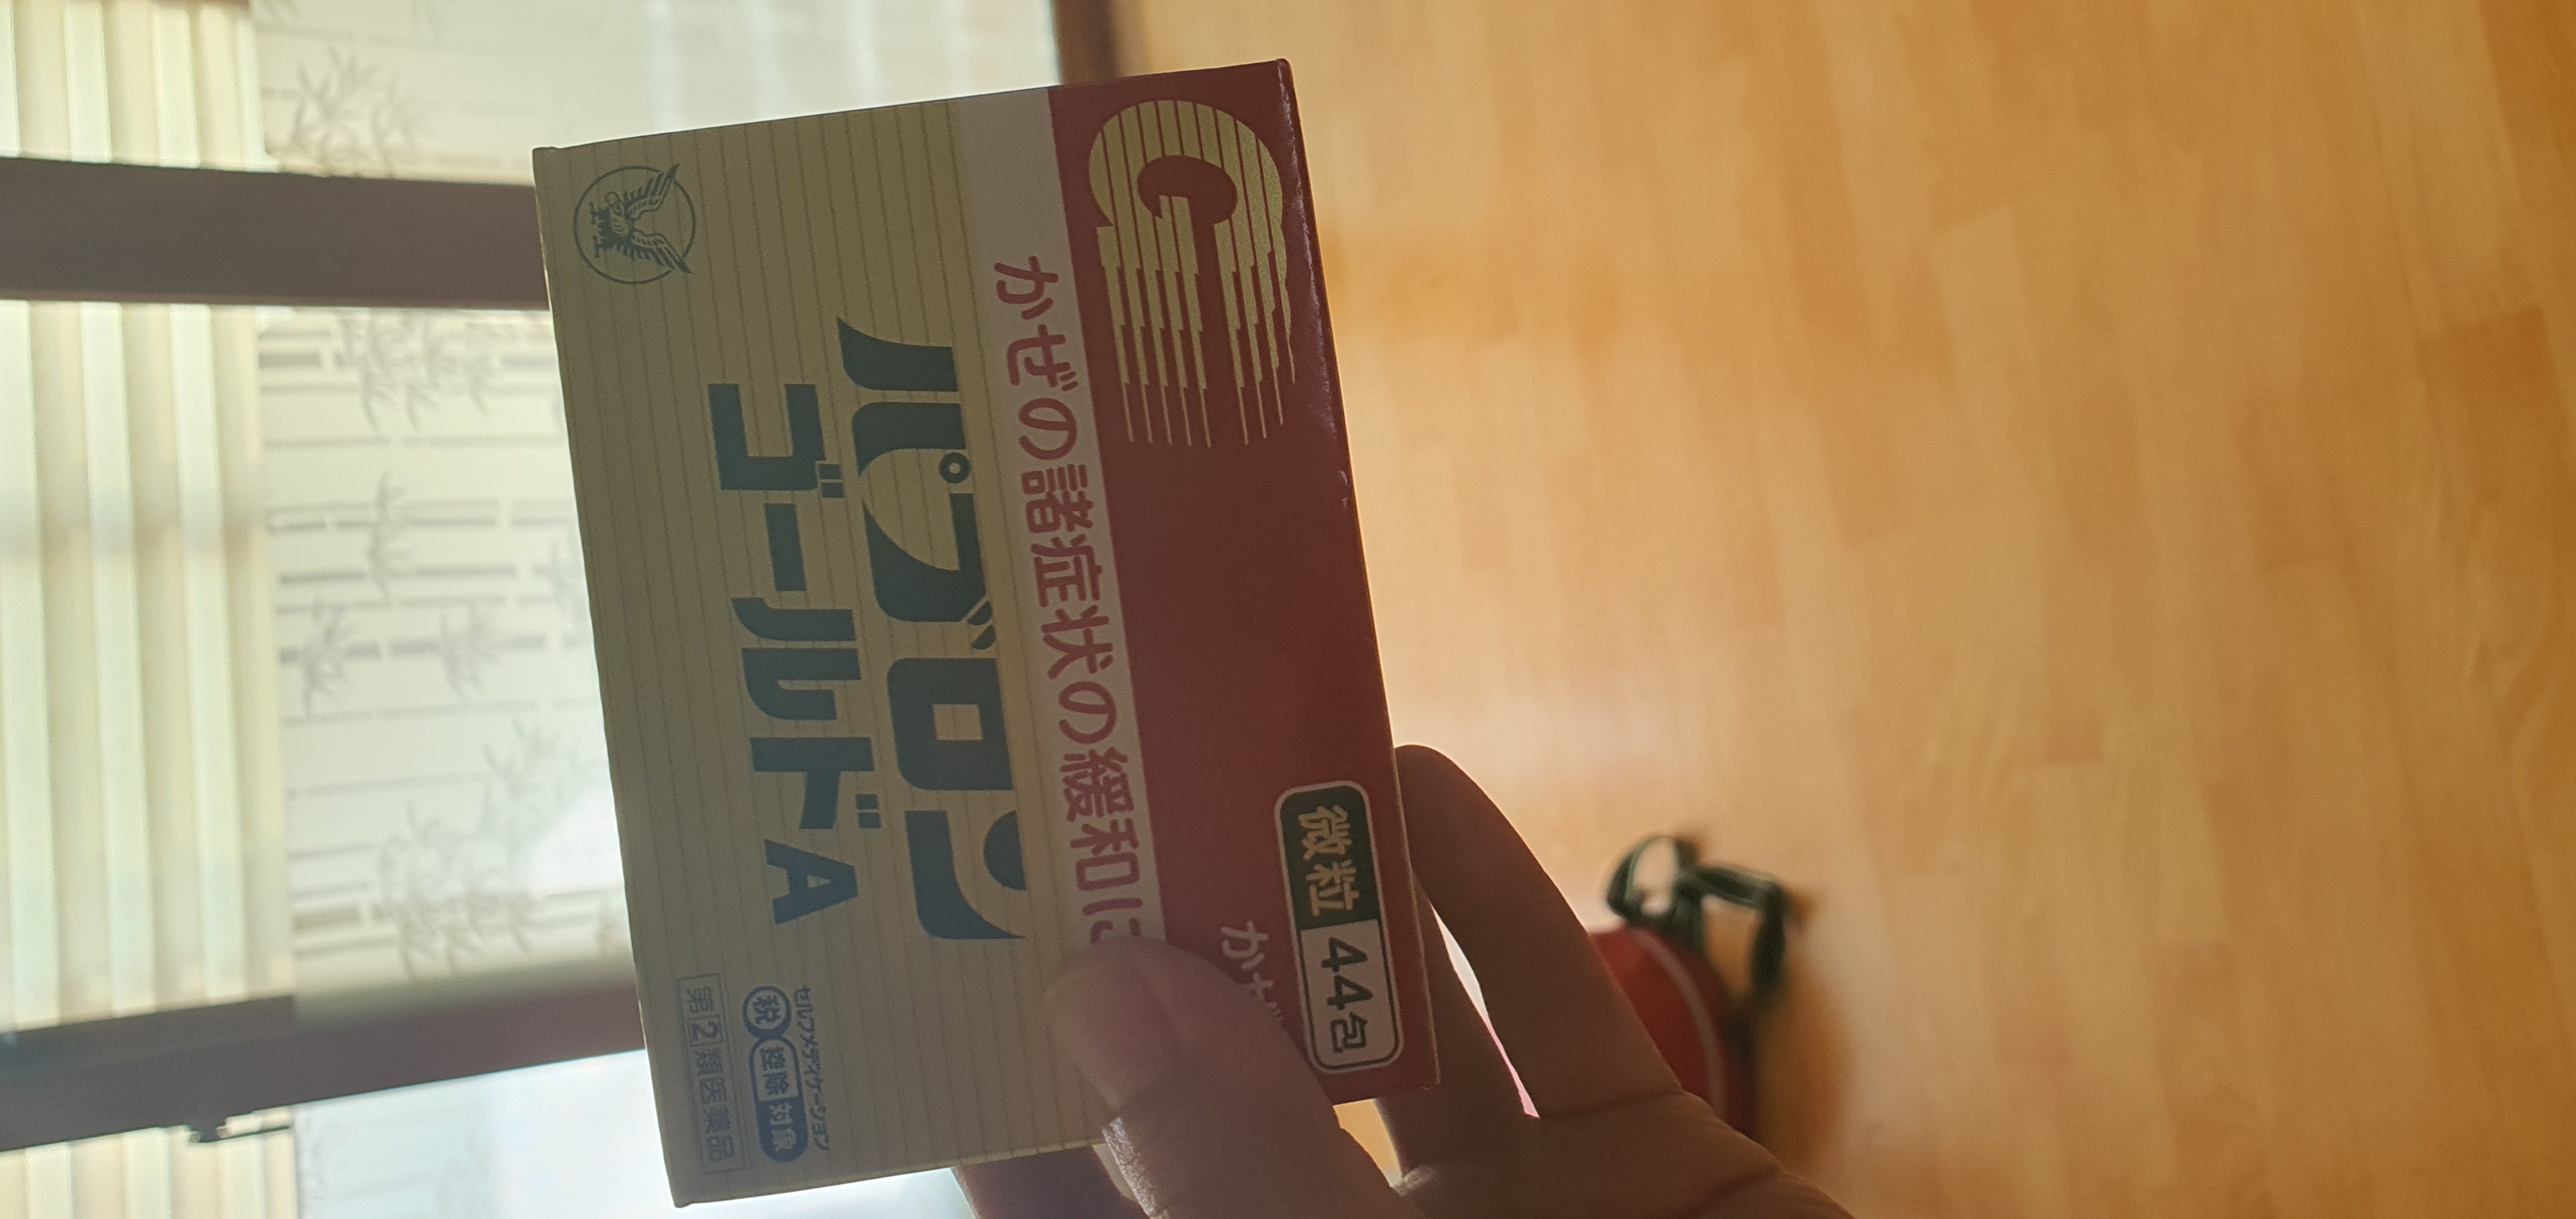 第2類医薬品
セルフメディケーション
税 控除 対象
パブロン
ゴールドA
かぜの諸症状の緩和に
G
微粒 44包